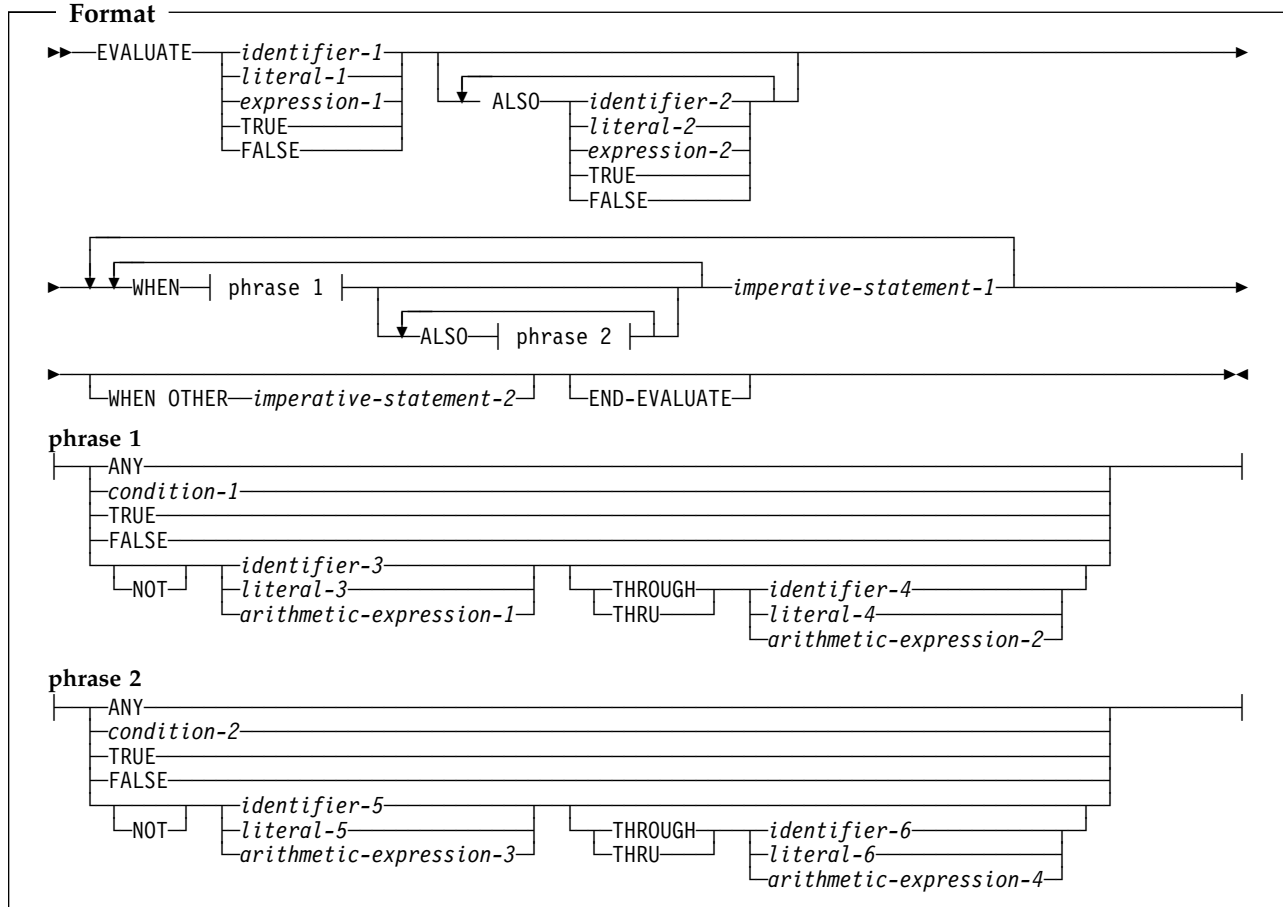 Format
EVALUATE identifier-1
literal-1
expression-1
TRUE
FALSE
ALSO identifier-2
literal-2
expression-2
TRUE
FALSE
WHEN phrase 1 imperative-statement-1
ALSO phrase 2
WHEN OTHER imperative-statement-2 END-EVALUATE
phrase 1
ANY
condition-1
TRUE
FALSE
NOT identifier-3
literal-3
arithmetic-expression-1
THROUGH
THRU
identifier-4
literal-4
arithmetic-expression-2
phrase 2
ANY
condition-2
TRUE
FALSE
NOT identifier-5
literal-5
arithmetic-expression-3
THROUGH
THRU
identifier-6
literal-6
arithmetic-expression-4